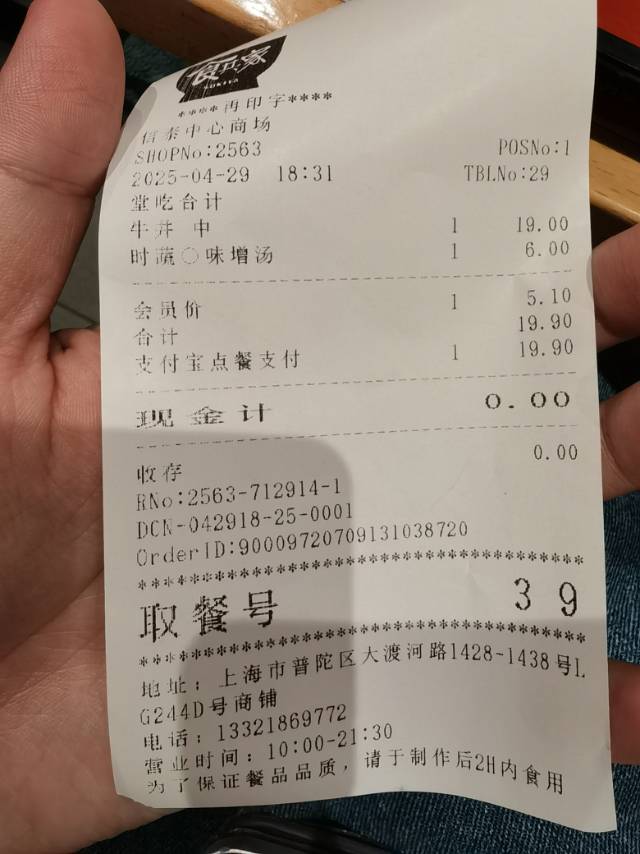 食其家
SUKIYA
****再印字****
信泰中心商场
SHOPNo:2563 POSNo:1
2025-04-29 18:31 TBLNo:29
堂吃合计
牛丼 中 1 19.00
时蔬〇味增汤 1 6.00
会员价 1 5.10
合计 19.90
支付宝点餐支付 1 19.90
现金计 0.00
收存 0.00
RNo:2563-712914-1
DCN-042918-25-0001
OrderID:90009720709131038720
取餐号 39
地址：上海市普陀区大渡河路1428-1438号L
G244D号商铺
电话：13321869772
营业时间：10:00-21:30
为了保证餐品品质，请于制作后2H内食用